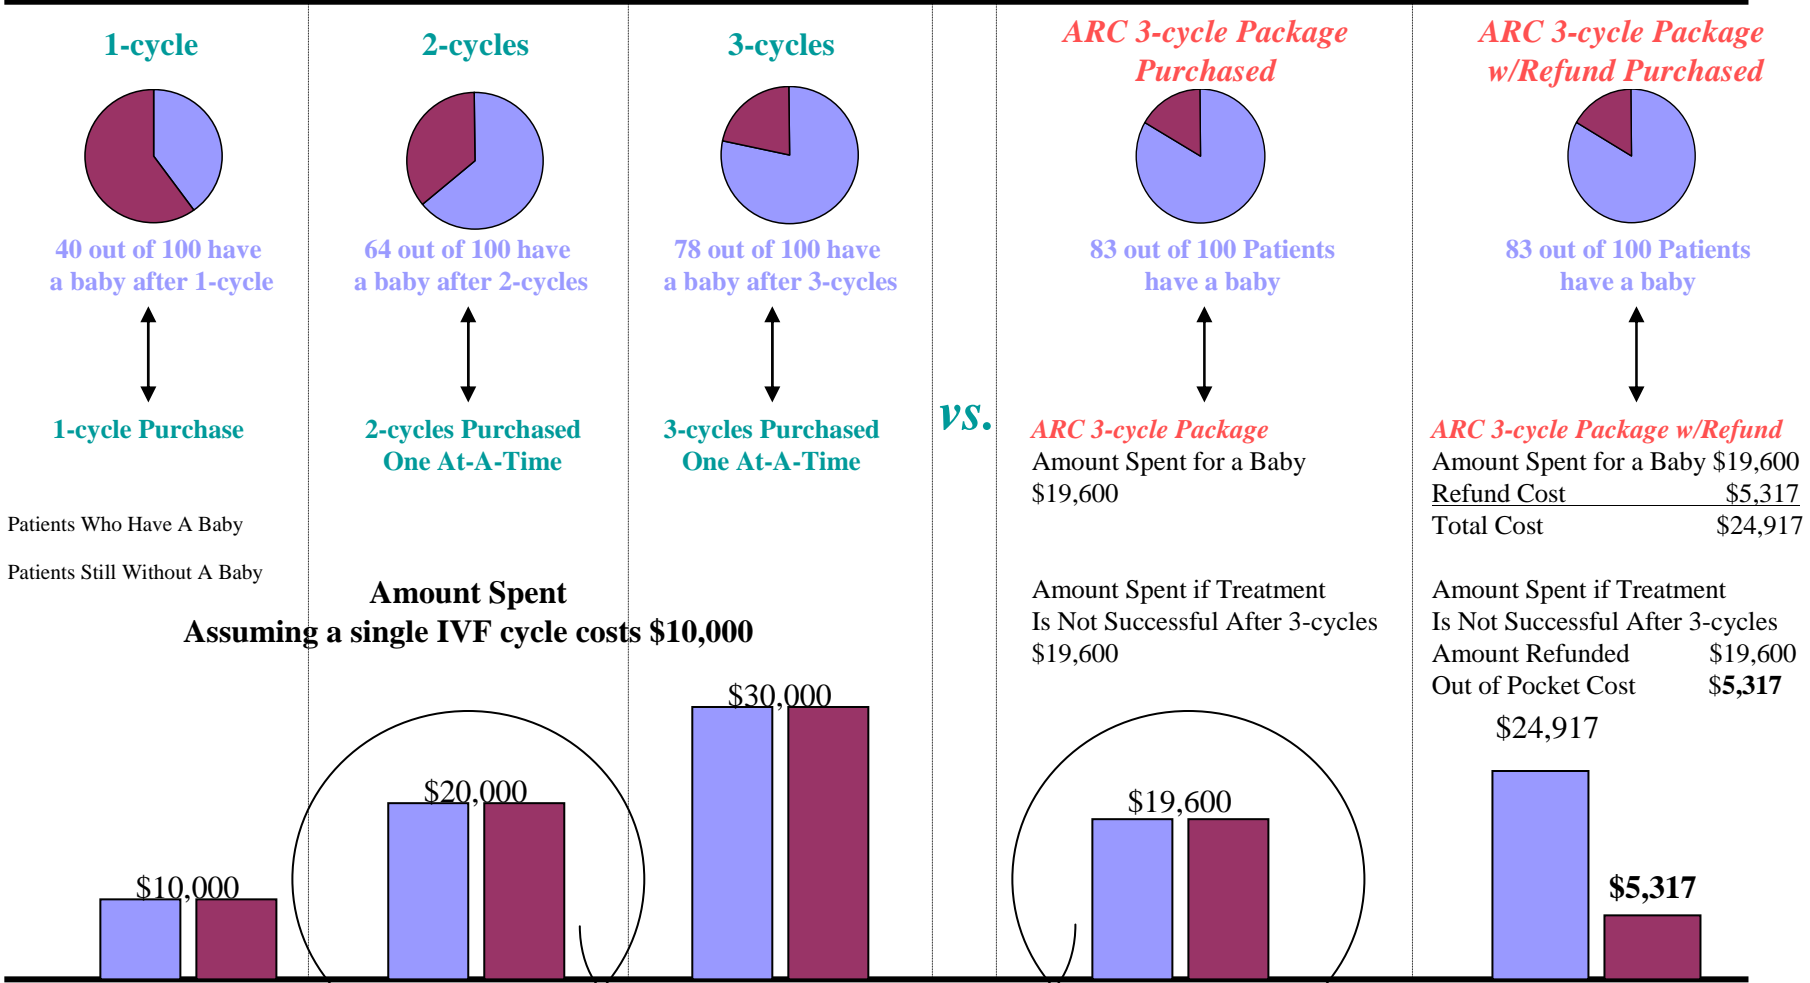 1-cycle
40 out of 100 have
a baby after 1-cycle
1-cycle Purchase
2-cycles
64 out of 100 have
a baby after 2-cycles
2-cycles Purchased
One At-A-Time
3-cycles
78 out of 100 have
a baby after 3-cycles
3-cycles Purchased
One At-A-Time
Patients Who Have A Baby
Patients Still Without A Baby
Amount Spent
Assuming a single IVF cycle costs $10,000
$10,000
$20,000
$30,000
vs.
ARC 3-cycle Package
Purchased
83 out of 100 Patients
have a baby
ARC 3-cycle Package
Amount Spent for a Baby
$19,600
Amount Spent if Treatment
Is Not Successful After 3-cycles
$19,600
$19,600
ARC 3-cycle Package
w/Refund Purchased
83 out of 100 Patients
have a baby
ARC 3-cycle Package w/Refund
Amount Spent for a Baby $19,600
Refund Cost $5,317
Total Cost $24,917
Amount Spent if Treatment
Is Not Successful After 3-cycles
Amount Refunded $19,600
Out of Pocket Cost $5,317
$24,917
$5,317